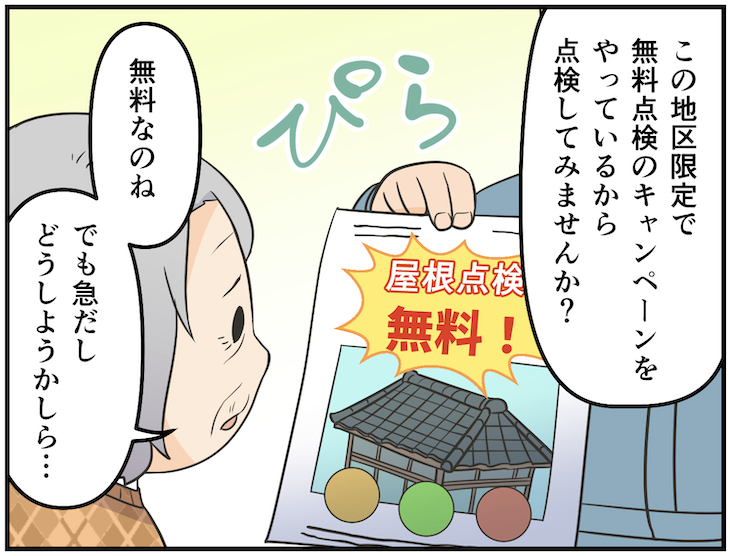 この地区限定で
無料点検のキャンペーンを
やっているから
点検してみませんか?
ぴら
屋根点検
無料!
無料なのね
でも急だし
どうしようかしら…